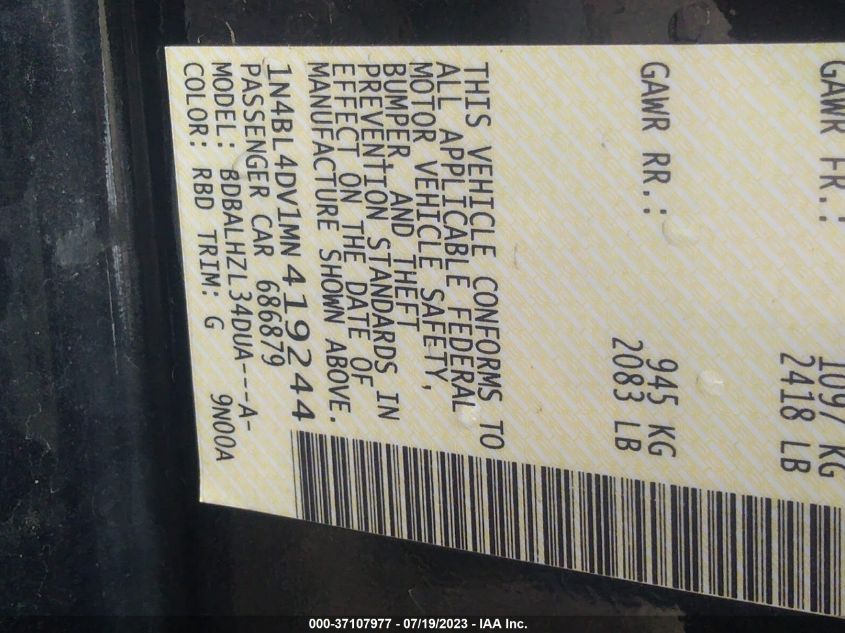 GAWR FR.: 1097 KG
2418 LB
GAWR RR.: 945 KG
2083 LB
THIS VEHICLE CONFORMS TO
ALL APPLICABLE FEDERAL
MOTOR VEHICLE SAFETY,
BUMPER, AND THEFT
PREVENTION STANDARDS IN
EFFECT ON THE DATE OF
MANUFACTURE SHOWN ABOVE.
1N4BL4DV1MN419244
PASSENGER CAR 686879
MODEL: BDBALHZL34DUA---A-
COLOR: RBD TRIM: G 9N00A
000-37107977 - 07/19/2023 - IAA Inc.